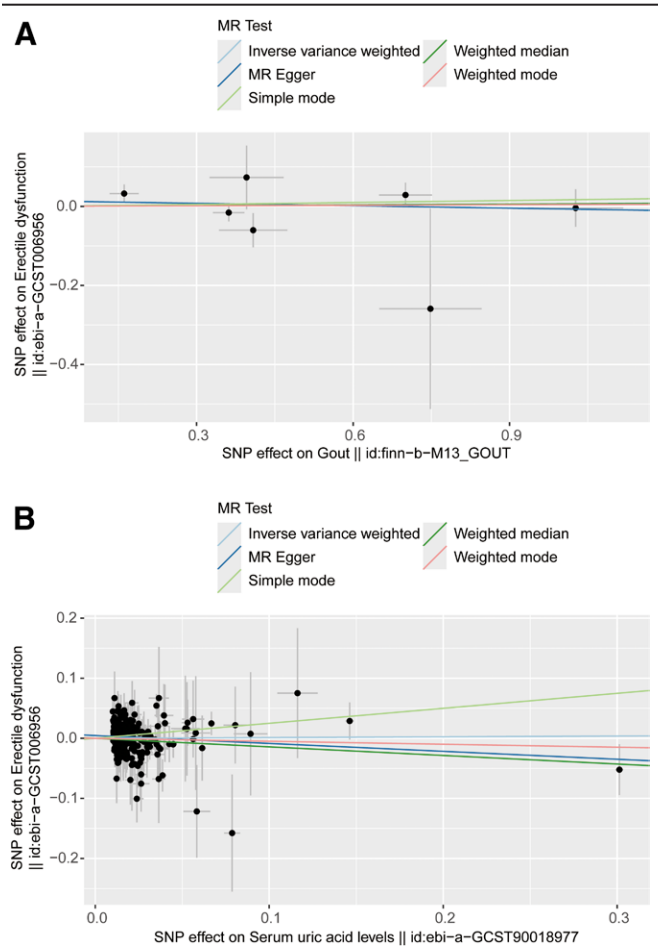 A
MR Test
Inverse variance weighted
Weighted median
MR Egger
Weighted mode
Simple mode
SNP effect on Erectile dysfunction
|| id:ebi-a-GCST006956
0.0
−0.2
−0.4
0.3
0.6
0.9
SNP effect on Gout || id:finn-b-M13_GOUT
B
MR Test
Inverse variance weighted
Weighted median
MR Egger
Weighted mode
Simple mode
SNP effect on Erectile dysfunction
|| id:ebi-a-GCST006956
0.2
0.1
0.0
−0.1
−0.2
0.0
0.1
0.2
0.3
SNP effect on Serum uric acid levels || id:ebi-a-GCST90018977